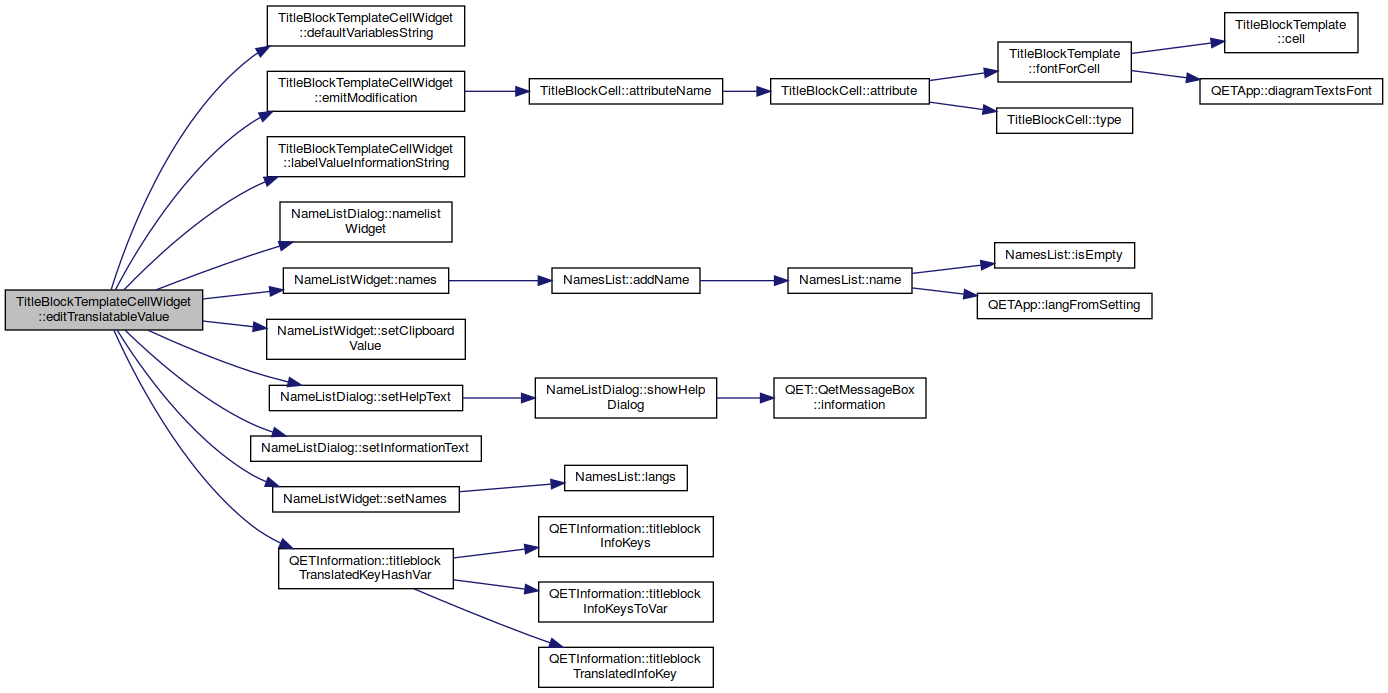 TitleBlockTemplateCellWidget
::editTranslatableValue
TitleBlockTemplateCellWidget
::defaultVariablesString
TitleBlockTemplateCellWidget
::emitModification
TitleBlockCell::attributeName
TitleBlockCell::attribute
TitleBlockTemplate
::fontForCell
TitleBlockTemplate
::cell
QETApp::diagramTextsFont
TitleBlockCell::type
TitleBlockTemplateCellWidget
::labelValueInformationString
NameListDialog::namelist
Widget
NameListWidget::names
NamesList::addName
NamesList::name
NamesList::isEmpty
QETApp::langFromSetting
NameListWidget::setClipboard
Value
NameListDialog::setHelpText
NameListDialog::showHelp
Dialog
QET::QetMessageBox
::information
NameListDialog::setInformationText
NameListWidget::setNames
NamesList::langs
QETInformation::titleblock
TranslatedKeyHashVar
QETInformation::titleblock
InfoKeys
QETInformation::titleblock
InfoKeysToVar
QETInformation::titleblock
TranslatedInfoKey